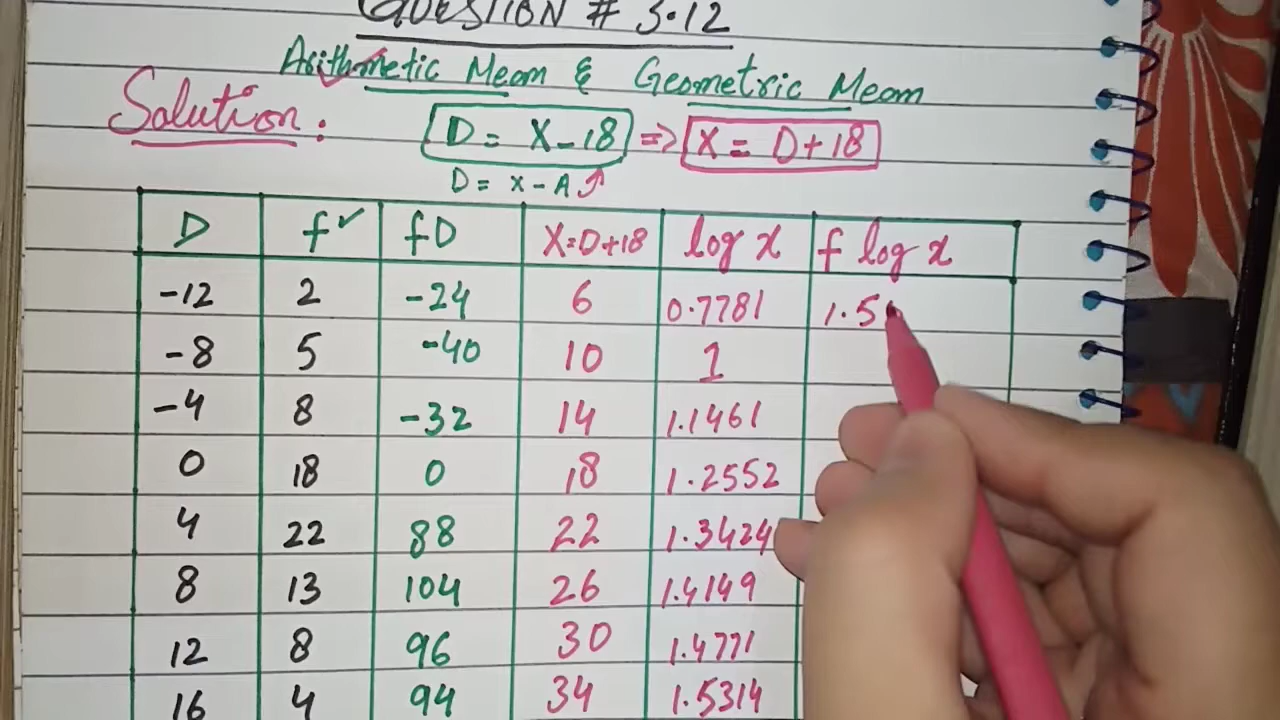 QUESTION # 3.12
Arithmetic Mean & Geometric Mean
Solution:
D = X - 18 => X = D + 18
D = x - A
D f fD X=D+18 log x f log x
-12 2 -24 6 0.7781 1.5
-8 5 -40 10 1
-4 8 -32 14 1.1461
0 18 0 18 1.2552
4 22 88 22 1.3424
8 13 104 26 1.4149
12 8 96 30 1.4771
16 4 94 34 1.5314